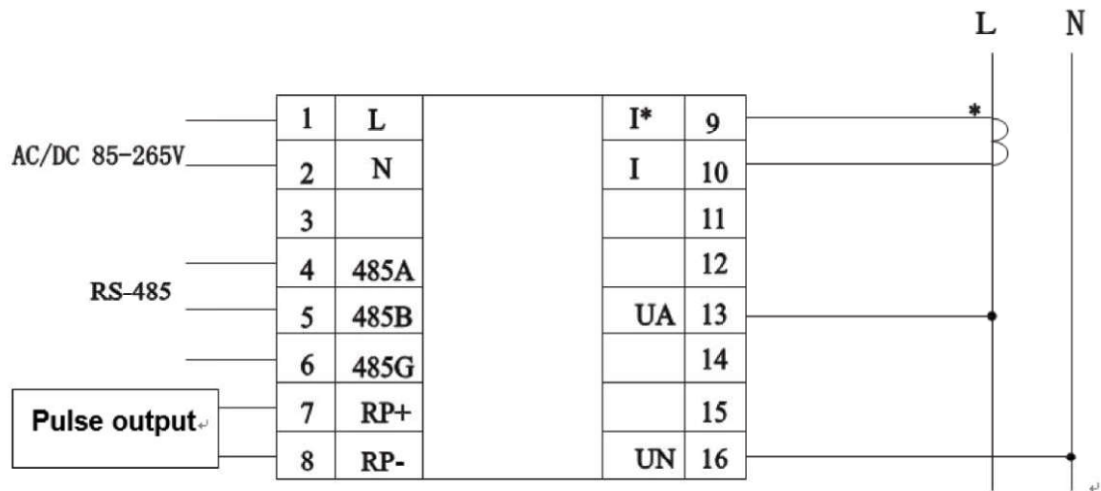 L N
1 L I* 9 *
AC/DC 85-265V
2 N I 10
3 11
4 485A 12
RS-485
5 485B UA 13
6 485G 14
7 RP+ 15
Pulse output
8 RP- UN 16